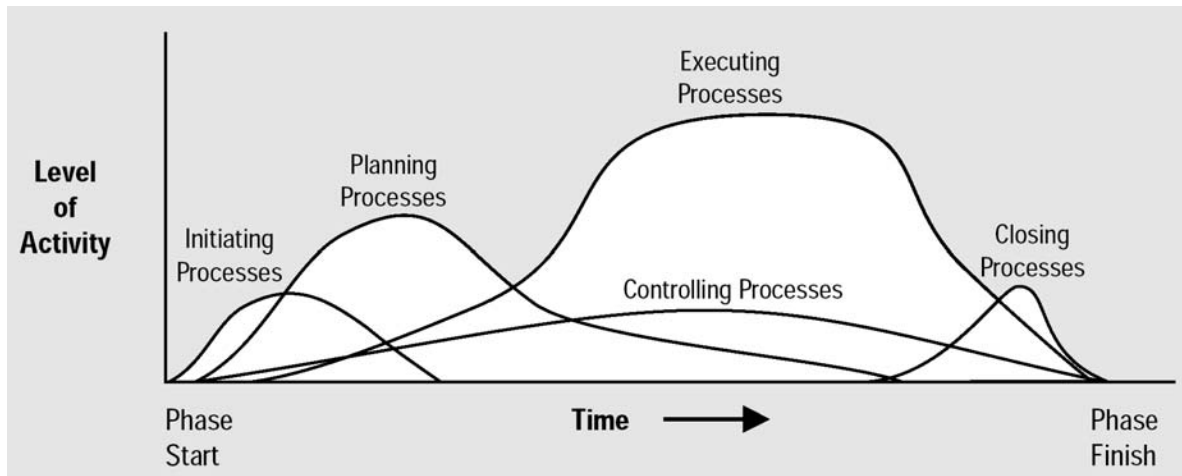 Executing
Processes
Planning
Processes
Level
of
Activity
Initiating
Processes
Closing
Processes
Controlling Processes
Phase
Start
Time
Phase
Finish